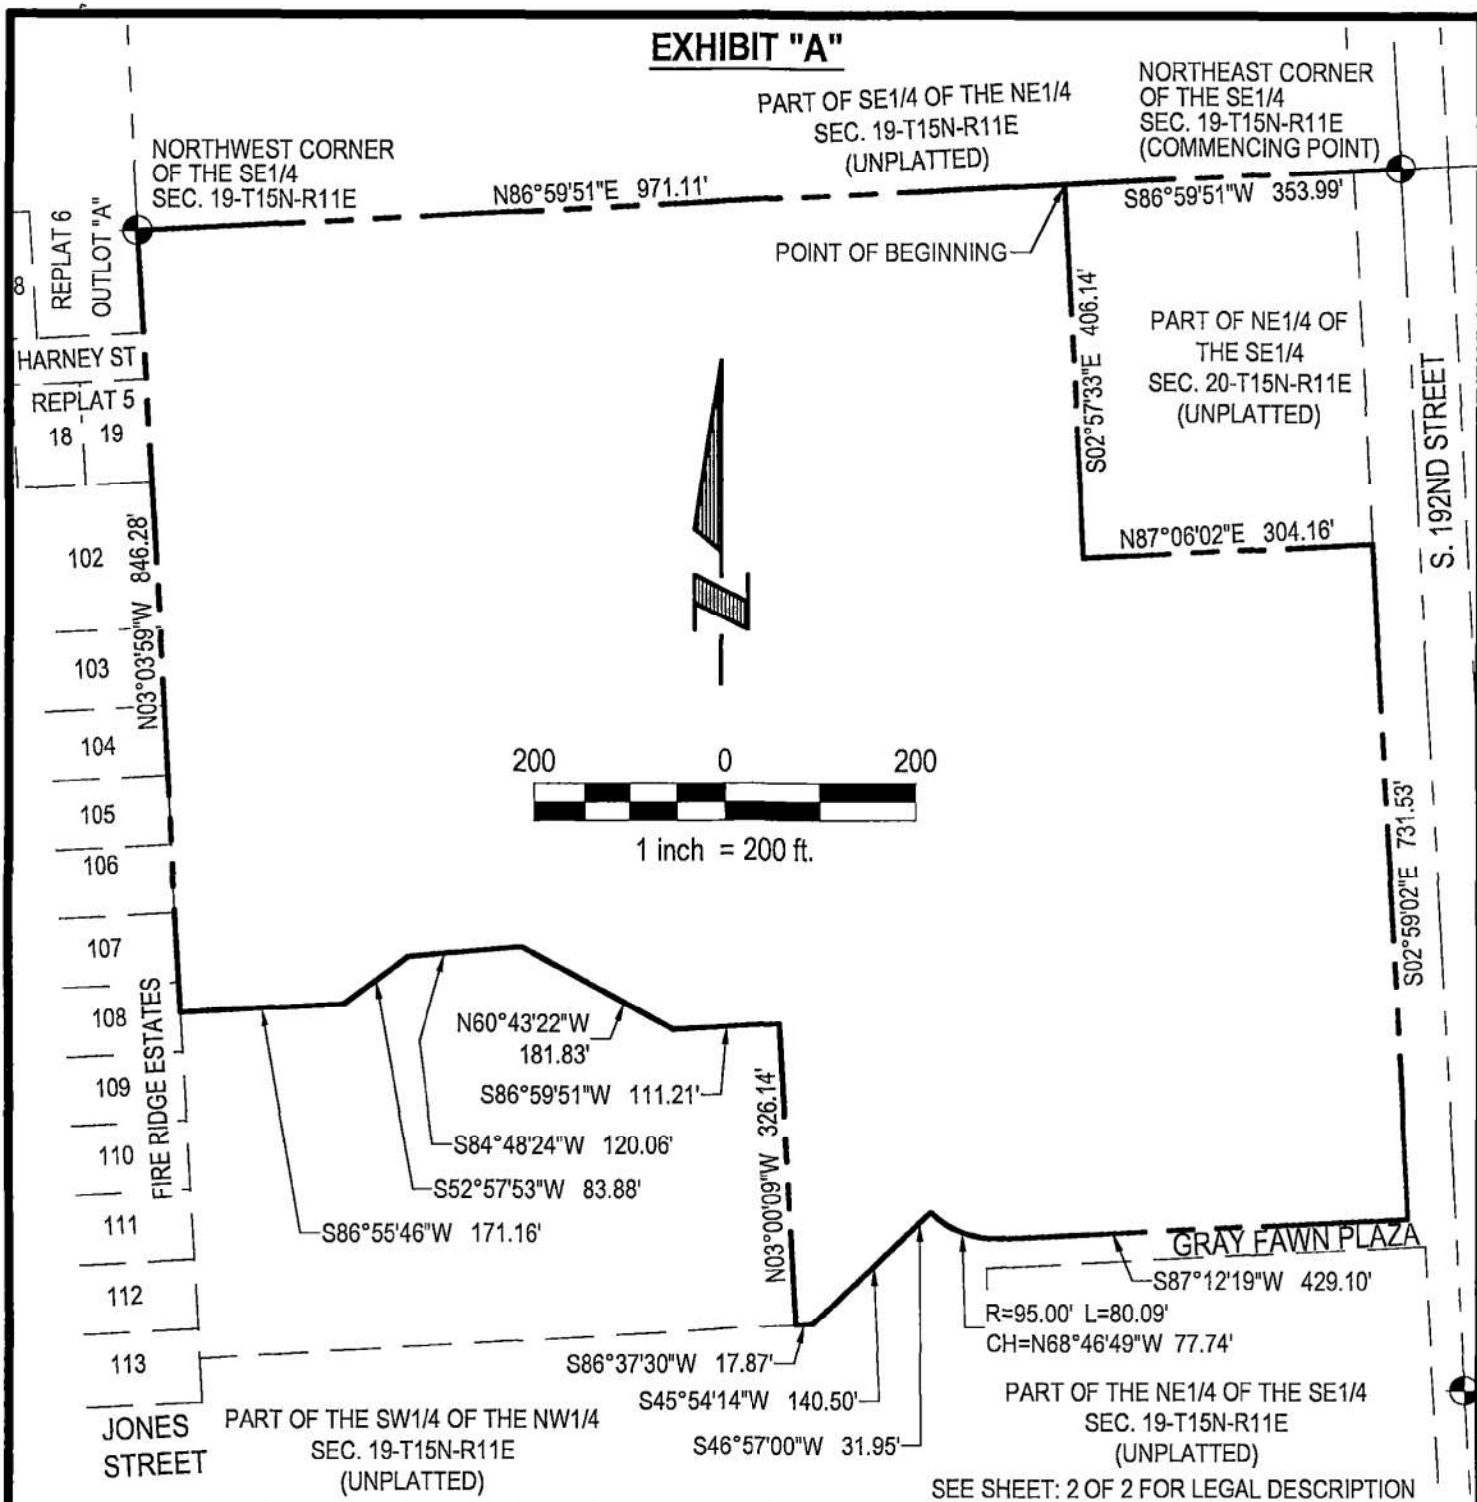 EXHIBIT "A"
NORTHWEST CORNER
OF THE SE1/4
SEC. 19-T15N-R11E
PART OF SE1/4 OF THE NE1/4
SEC. 19-T15N-R11E
(UNPLATTED)
NORTHEAST CORNER
OF THE SE1/4
SEC. 19-T15N-R11E
(COMMENCING POINT)
N86°59'51"E 971.11'
S86°59'51"W 353.99'
POINT OF BEGINNING
8
REPLAT 6
OUTLOT "A"
HARNEY ST
REPLAT 5
18
19
S02°57'33"E 406.14'
PART OF NE1/4 OF
THE SE1/4
SEC. 20-T15N-R11E
(UNPLATTED)
S. 192ND STREET
N87°06'02"E 304.16'
N03°03'59"W 846.28'
102
103
104
105
106
107
108
109
110
111
112
113
N
200
0
200
1 inch = 200 ft.
S02°59'02"E 731.53'
FIRE RIDGE ESTATES
N60°43'22"W
181.83'
S86°59'51"W 111.21'
S84°48'24"W 120.06'
S52°57'53"W 83.88'
S86°55'46"W 171.16'
N03°00'09"W 326.14'
GRAY FAWN PLAZA
S87°12'19"W 429.10'
R=95.00' L=80.09'
CH=N68°46'49"W 77.74'
S86°37'30"W 17.87'
S45°54'14"W 140.50'
S46°57'00"W 31.95'
JONES
STREET
PART OF THE SW1/4 OF THE NW1/4
SEC. 19-T15N-R11E
(UNPLATTED)
PART OF THE NE1/4 OF THE SE1/4
SEC. 19-T15N-R11E
(UNPLATTED)
SEE SHEET: 2 OF 2 FOR LEGAL DESCRIPTION